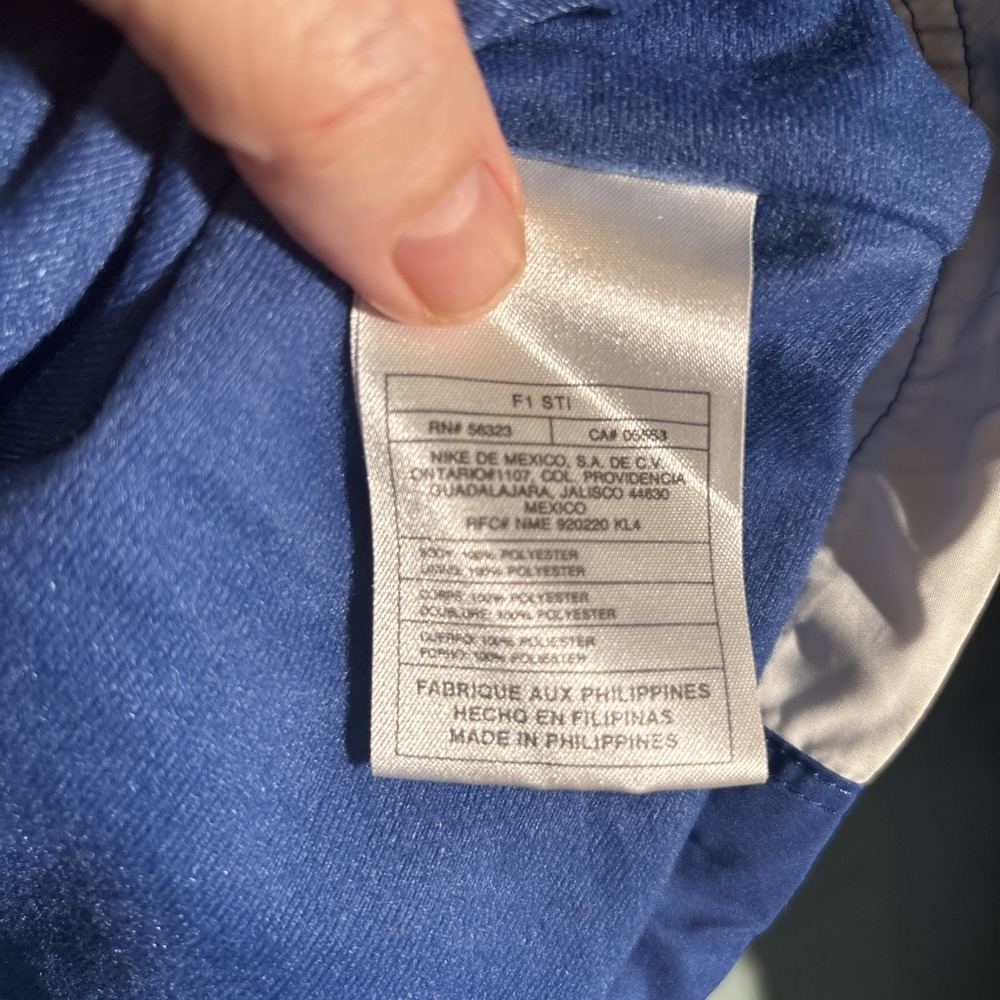 F1 STI
RN# 56323 CA# 05553
NIKE DE MEXICO, S.A. DE C.V.
ONTARIO#1107, COL. PROVIDENCIA
GUADALAJARA, JALISCO 44630
MEXICO
RFC# NME 920220 KL4
BODY: 100% POLYESTER
LINING: 100% POLYESTER
CORPS: 100% POLYESTER
DOUBLURE: 100% POLYESTER
CUERPO: 100% POLIESTER
FORRO: 100% POLIESTER
FABRIQUE AUX PHILIPPINES
HECHO EN FILIPINAS
MADE IN PHILIPPINES